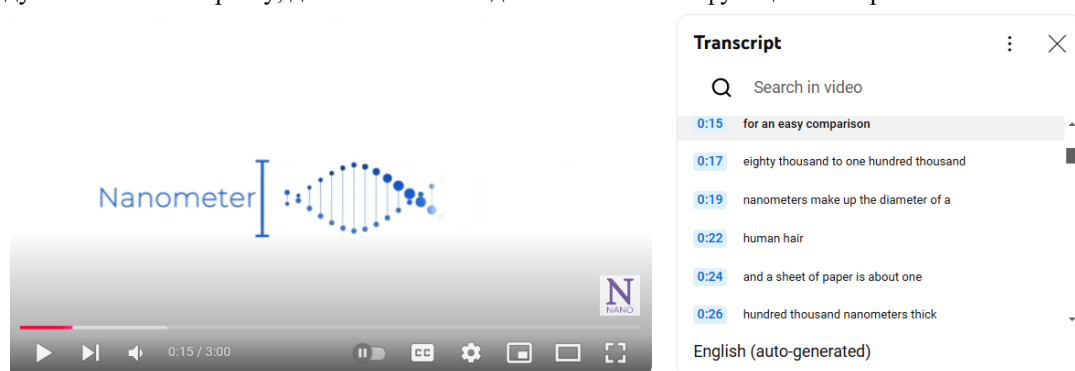 Transcript
Search in video
0:15 for an easy comparison
0:17 eighty thousand to one hundred thousand
0:19 nanometers make up the diameter of a
0:22 human hair
0:24 and a sheet of paper is about one
0:26 hundred thousand nanometers thick
English (auto-generated)
Nanometer
N
NANO
0:15 / 3:00
CC